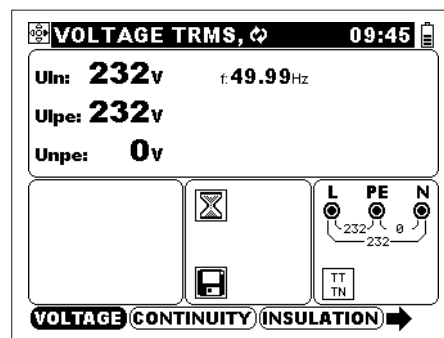 VOLTAGE TRMS, 09:45
Uln: 232V f: 49.99Hz
Ulpe: 232V
Unpe: 0V
L PE N
232 0
232
TT
TN
VOLTAGE CONTINUITY INSULATION